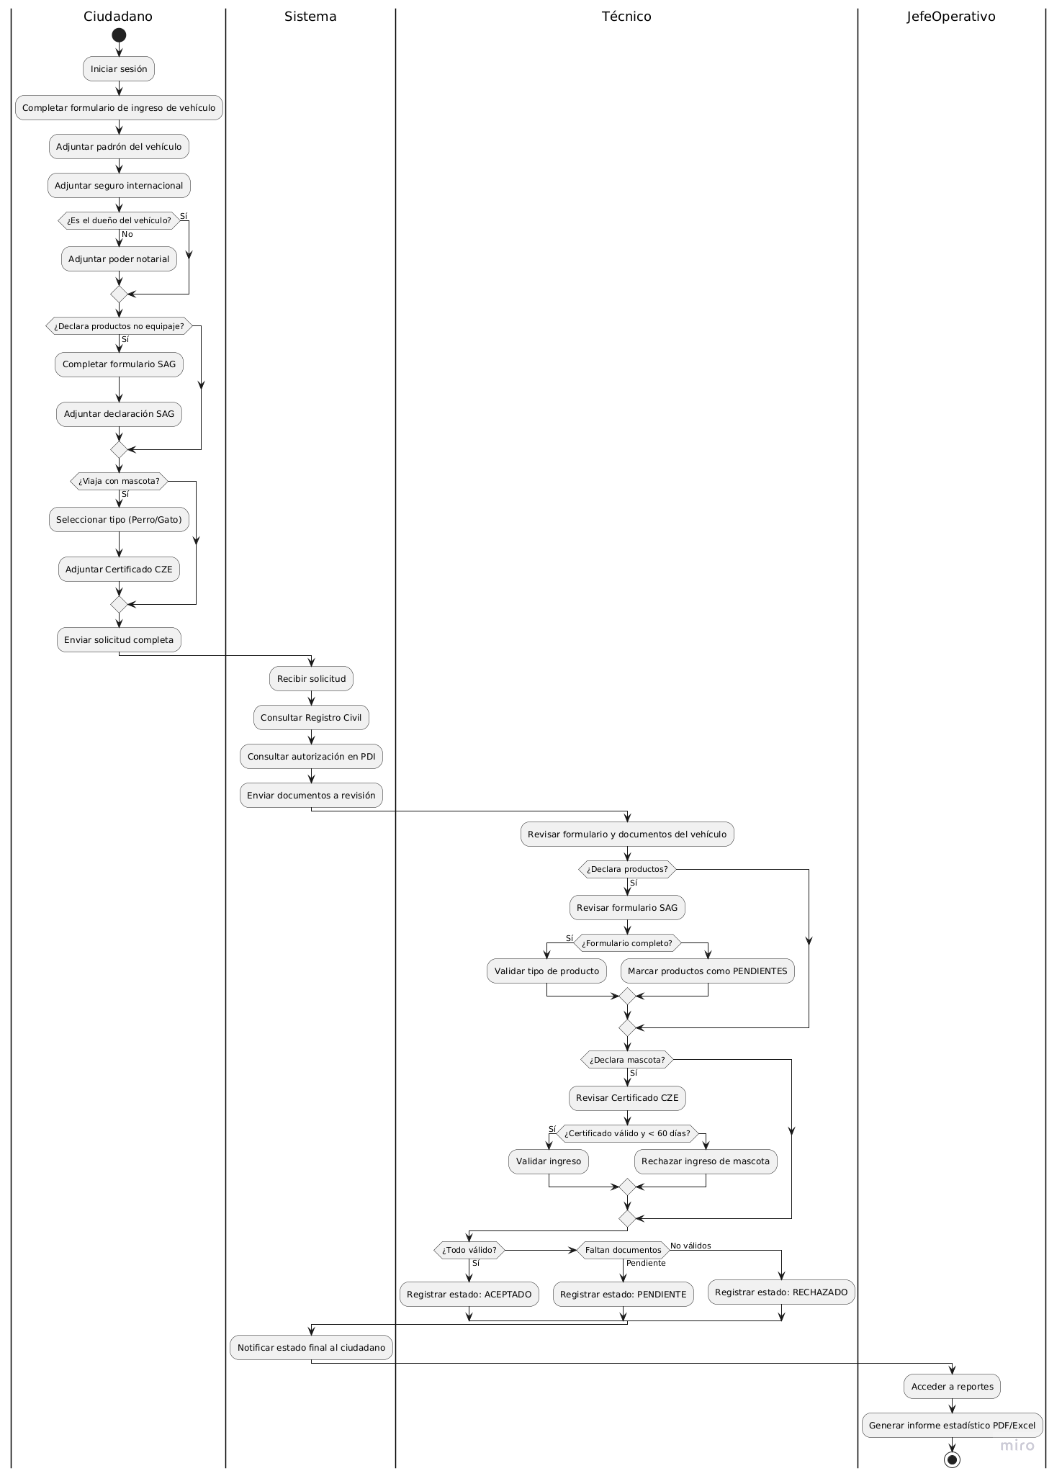 Ciudadano
Sistema
Técnico
JefeOperativo
Iniciar sesión
Completar formulario de ingreso de vehículo
Adjuntar padrón del vehículo
Adjuntar seguro internacional
¿Es el dueño del vehículo?
Sí
No
Adjuntar poder notarial
¿Declara productos no equipaje?
Sí
Completar formulario SAG
Adjuntar declaración SAG
¿Viaja con mascota?
Sí
Seleccionar tipo (Perro/Gato)
Adjuntar Certificado CZE
Enviar solicitud completa
Recibir solicitud
Consultar Registro Civil
Consultar autorización en PDI
Enviar documentos a revisión
Revisar formulario y documentos del vehículo
¿Declara productos?
Sí
Revisar formulario SAG
Sí
¿Formulario completo?
Validar tipo de producto
Marcar productos como PENDIENTES
¿Declara mascota?
Sí
Revisar Certificado CZE
Sí
¿Certificado válido y < 60 días?
Validar ingreso
Rechazar ingreso de mascota
¿Todo válido?
Sí
Faltan documentos
No válidos
Pendiente
Registrar estado: ACEPTADO
Registrar estado: PENDIENTE
Registrar estado: RECHAZADO
Notificar estado final al ciudadano
Acceder a reportes
Generar informe estadístico PDF/Excel
miro